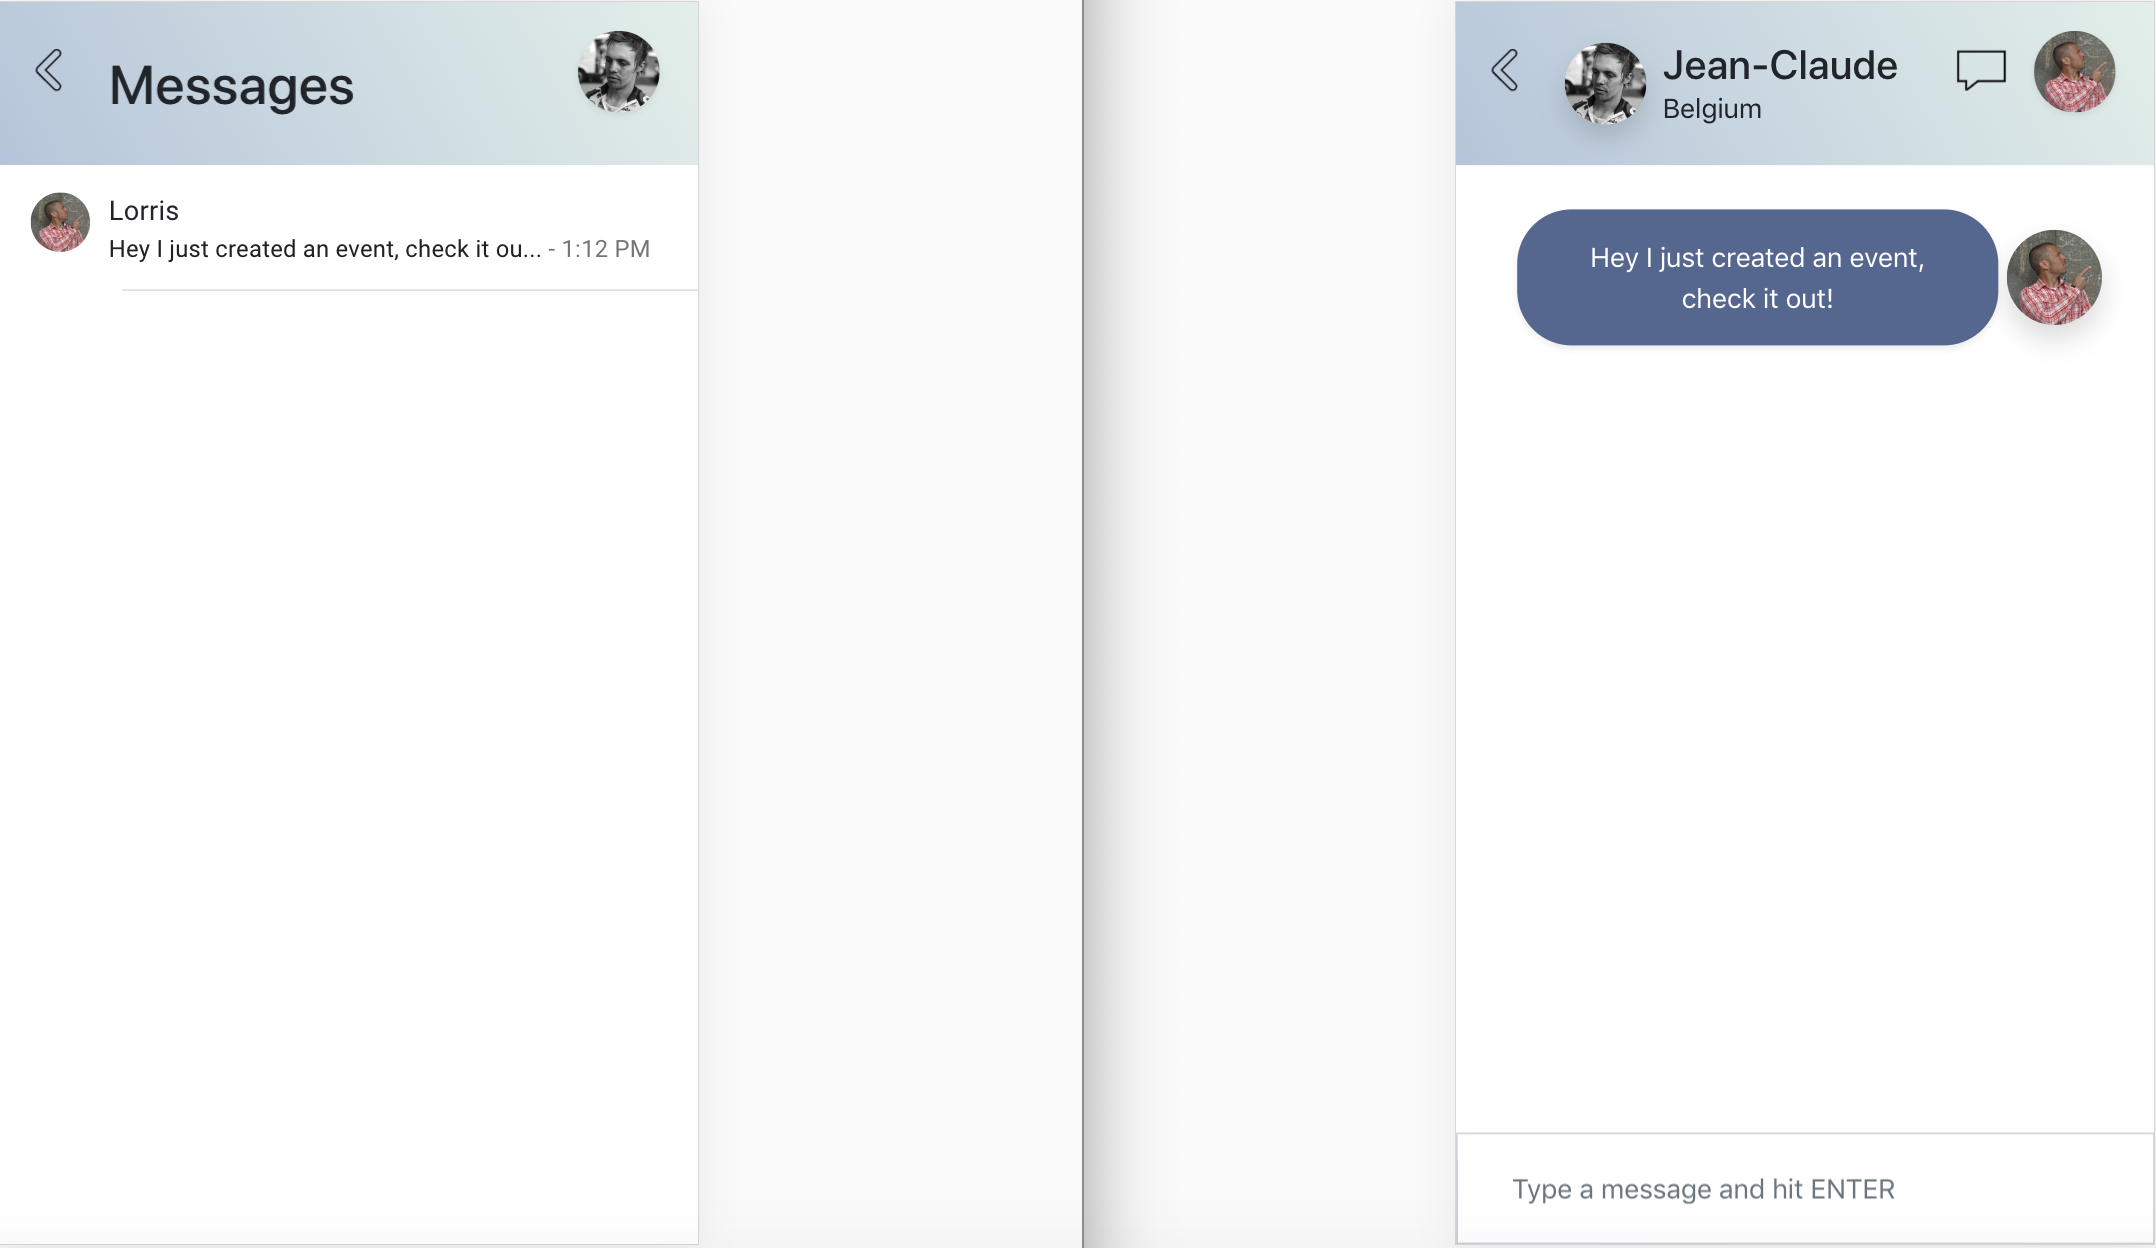 Messages
Lorris
Hey I just created an event, check it ou... - 1:12 PM
Jean-Claude
Belgium
Hey I just created an event,
check it out!
Type a message and hit ENTER